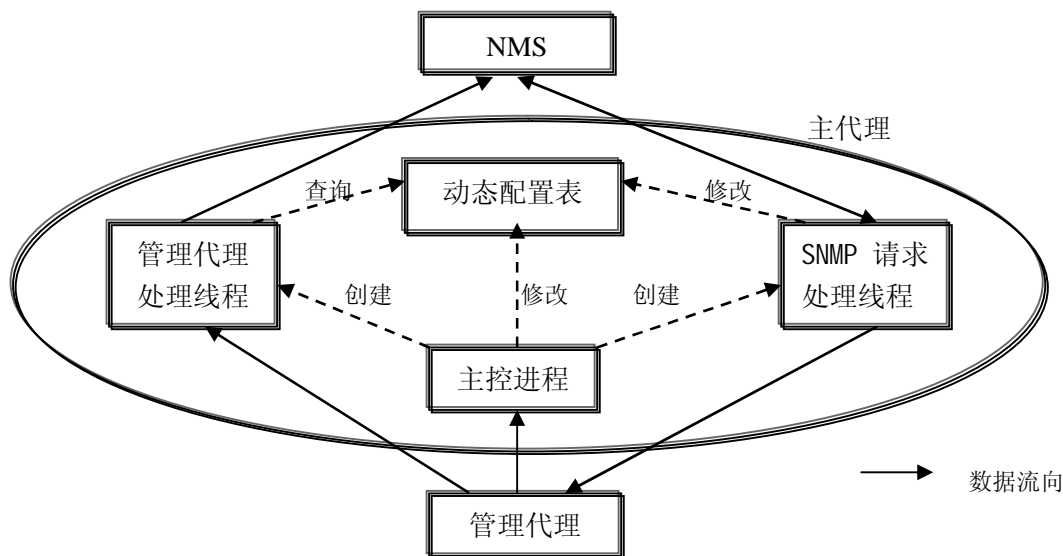 NMS
主代理
查询
动态配置表
修改
管理代理
处理线程
SNMP 请求
处理线程
创建
修改
创建
主控进程
数据流向
管理代理